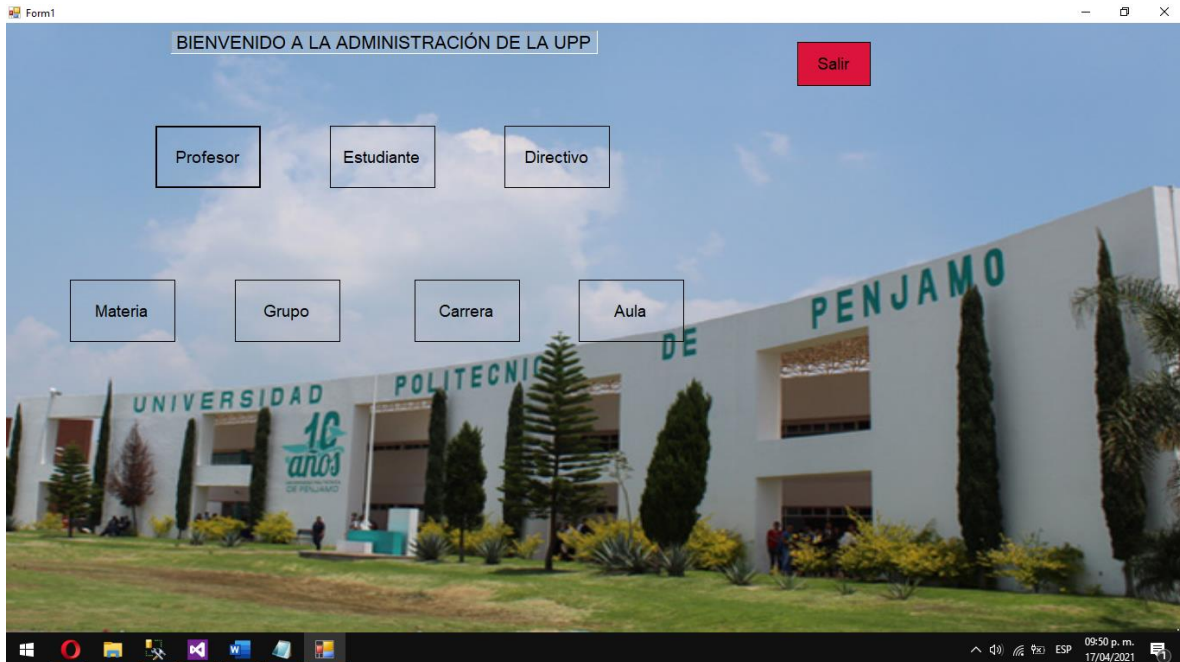 Form1
BIENVENIDO A LA ADMINISTRACIÓN DE LA UPP
Salir
Profesor Estudiante Directivo
Materia Grupo Carrera Aula
UNIVERSIDAD POLITECNIC DE PENJAMO
10
años
DE PENJAMO
ESP
09:50 p. m.
17/04/2021